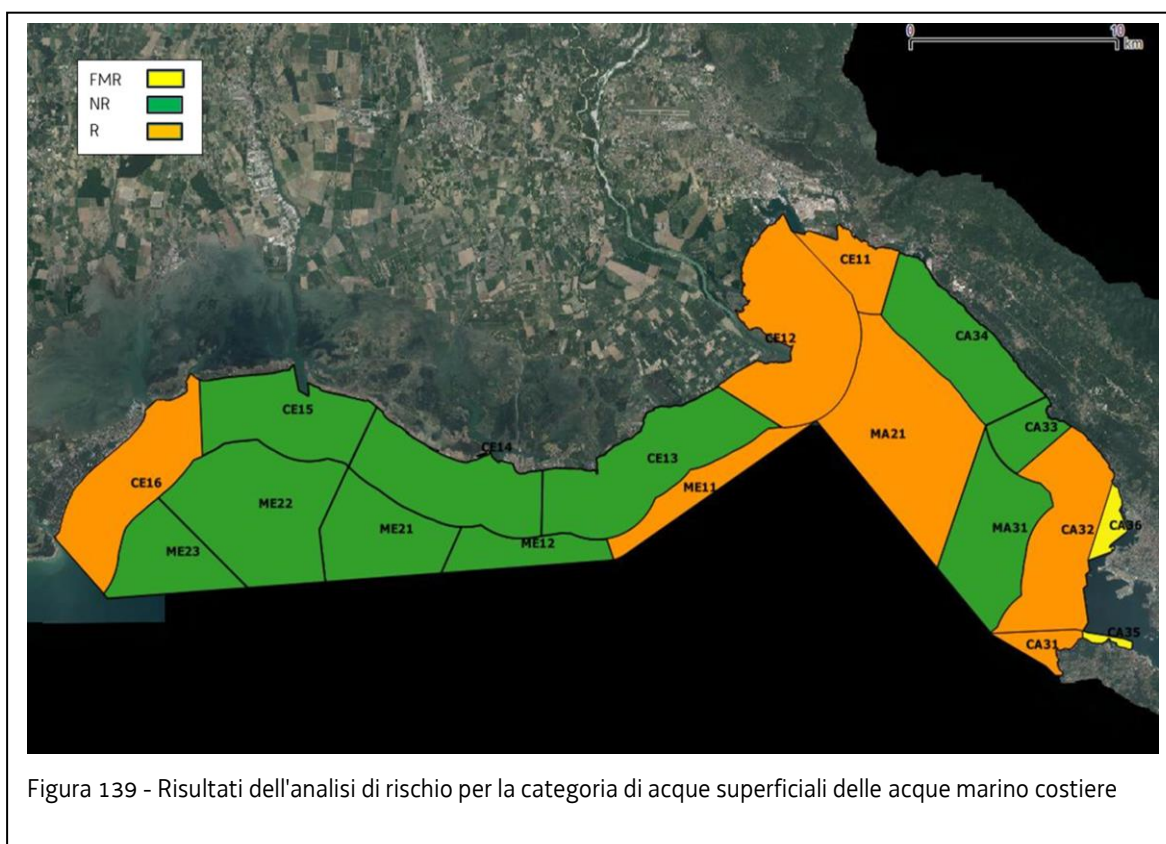 0 10
km
FMR
NR
R
CE11
CE12
CA34
CE15
CE14
CA33
CE13
MA21
CE16
ME11
ME22
ME21
MA31
CA32
CA36
ME12
ME23
CA35
CA31
Figura 139 - Risultati dell'analisi di rischio per la categoria di acque superficiali delle acque marino costiere